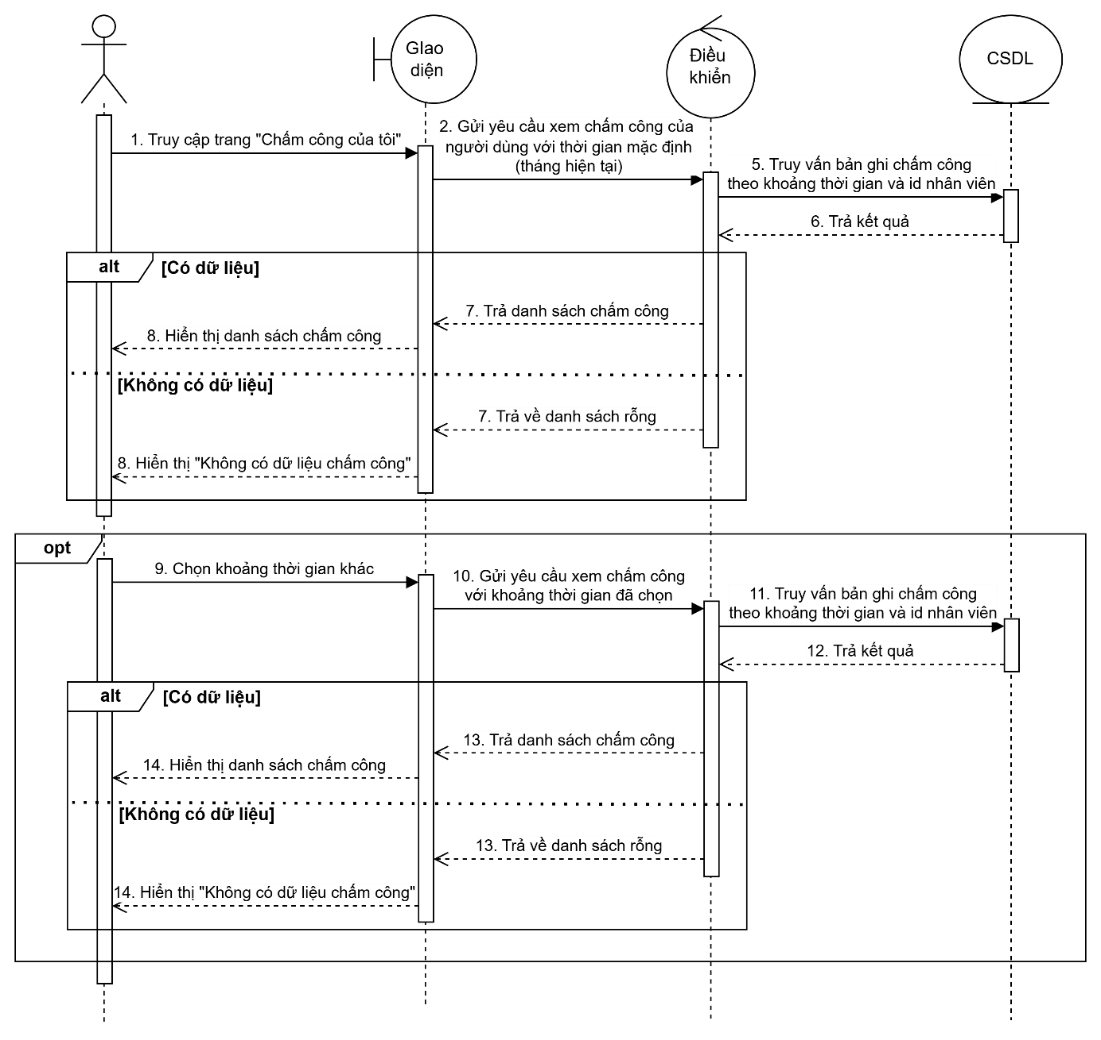 Giao
diện
Điều
khiển
CSDL
1. Truy cập trang "Chấm công của tôi"
2. Gửi yêu cầu xem chấm công của
người dùng với thời gian mặc định
(tháng hiện tại)
5. Truy vấn bản ghi chấm công
theo khoảng thời gian và id nhân viên
6. Trả kết quả
alt
[Có dữ liệu]
7. Trả danh sách chấm công
8. Hiển thị danh sách chấm công
[Không có dữ liệu]
7. Trả về danh sách rỗng
8. Hiển thị "Không có dữ liệu chấm công"
opt
9. Chọn khoảng thời gian khác
10. Gửi yêu cầu xem chấm công
với khoảng thời gian đã chọn
11. Truy vấn bản ghi chấm công
theo khoảng thời gian và id nhân viên
12. Trả kết quả
alt
[Có dữ liệu]
13. Trả danh sách chấm công
14. Hiển thị danh sách chấm công
[Không có dữ liệu]
13. Trả về danh sách rỗng
14. Hiển thị "Không có dữ liệu chấm công"